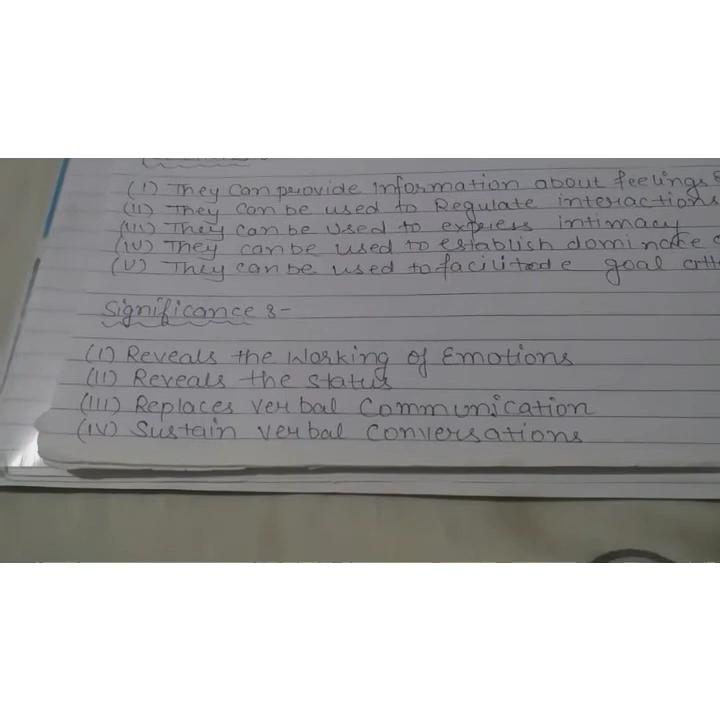 (I) They can provide Information about feelings &
(II) They can be used to Regulate interactions
(III) They can be used to express intimacy
(IV) They can be used to establish dominate
(V) They can be used to facilitate goal
Significance :-
(I) Reveals the working of Emotions
(II) Reveals the status
(III) Replaces verbal Communication
(IV) Sustain verbal Conversations